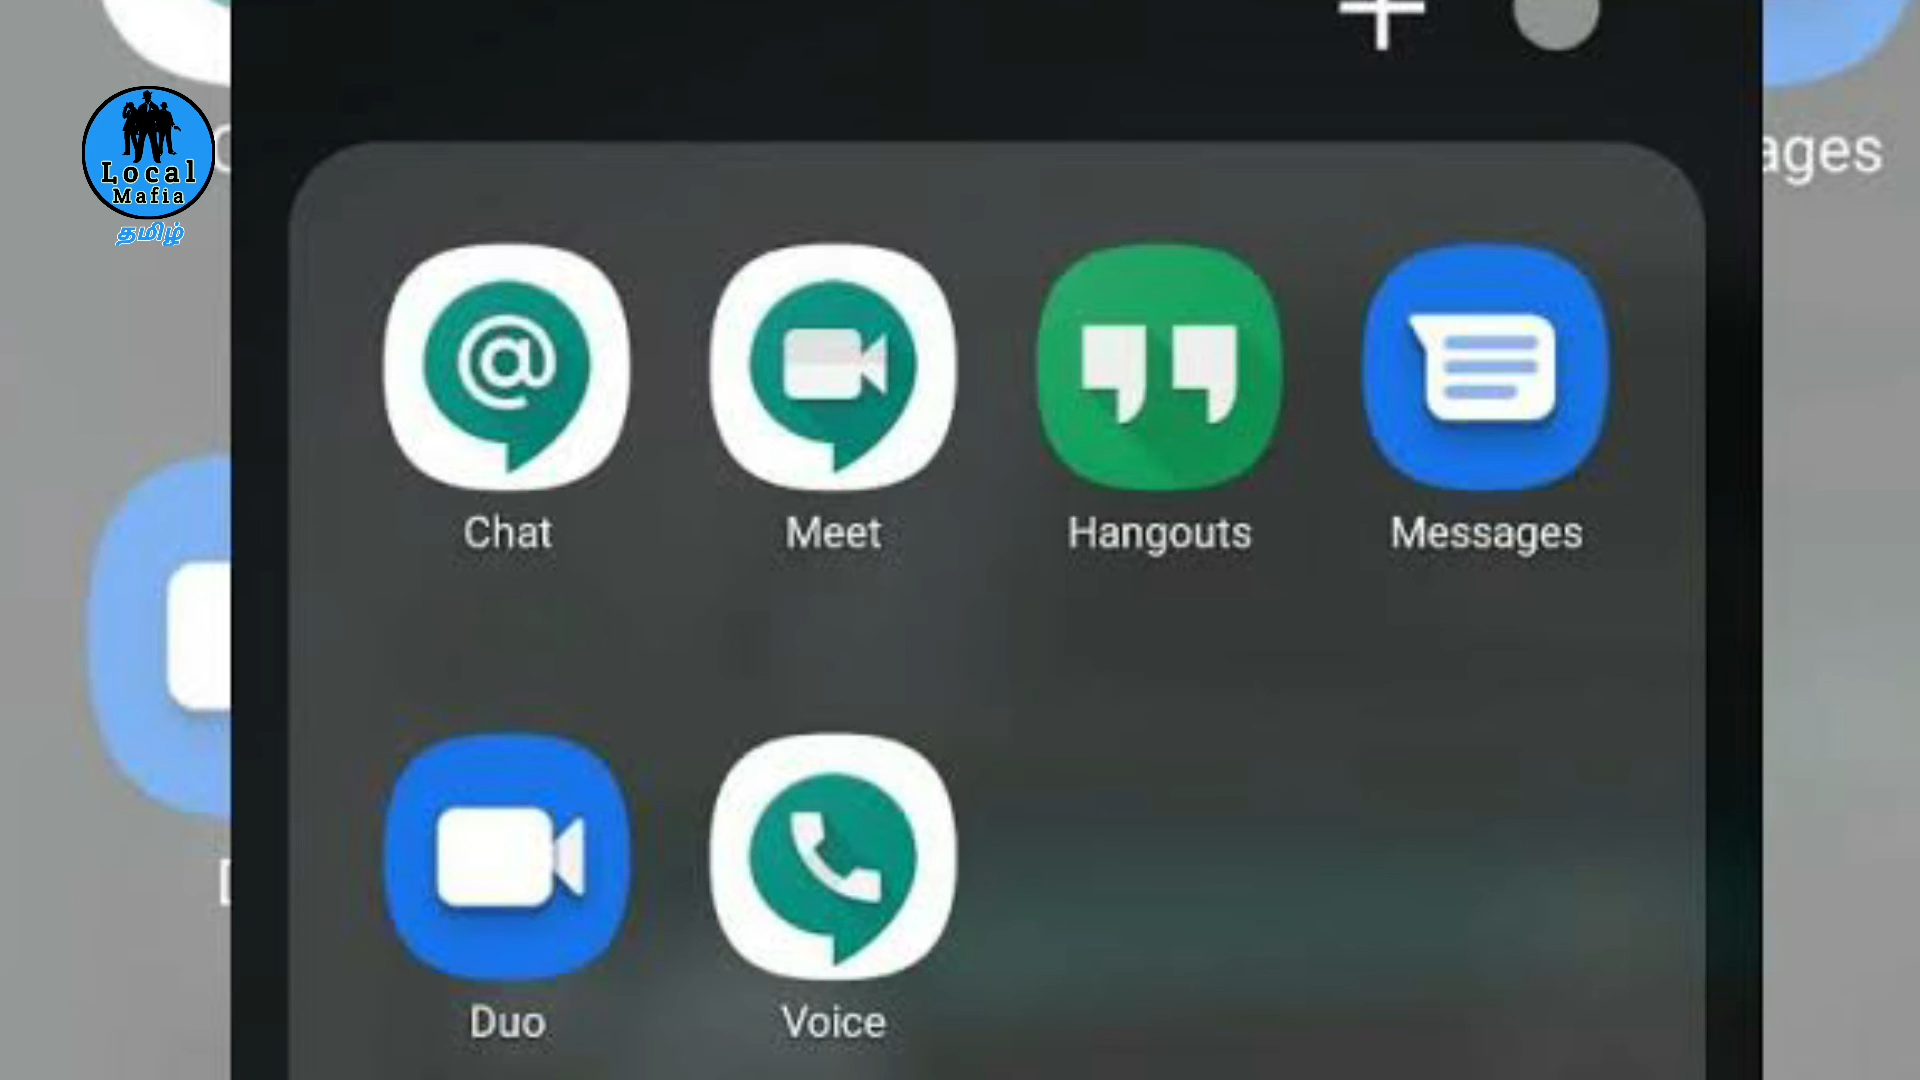 Local
Mafia
தமிழ்
ages
Chat
Meet
Hangouts
Messages
Duo
Voice